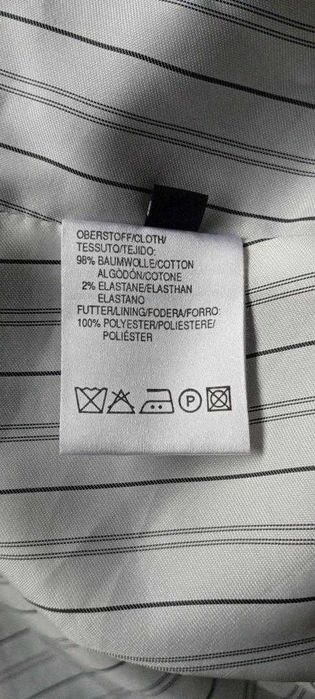 OBERSTOFF/CLOTH/
TESSUTO/TEJIDO:
98% BAUMWOLLE/COTTON
ALGODÓN/COTONE
2% ELASTANE/ELASTHAN
ELASTANO
FUTTER/LINING/FODERA/FORRO:
100% POLYESTER/POLIESTERE/
POLIÉSTER
P